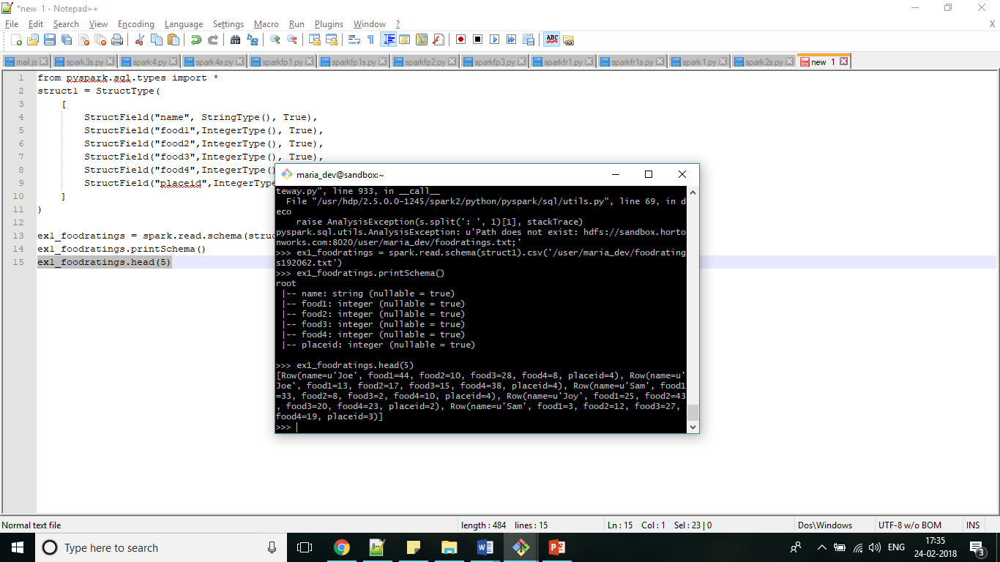 *new 1 - Notepad++
File Edit Search View Encoding Language Settings Macro Run Plugins Window ? X
mail.js spark3s.py spark4.py spark4s.py sparkfp1.py sparkfp1s.py sparkfp2.py sparkfp3.py sparkfr1.py sparkfr1s.py spark1.py spark2s.py new 1
1 from pyspark.sql.types import *
2 struct1 = StructType(
3 [
4 StructField("name", StringType(), True),
5 StructField("food1",IntegerType(), True),
6 StructField("food2",IntegerType(), True),
7 StructField("food3",IntegerType(), True),
8 StructField("food4",IntegerType()
9 StructField("placeid",IntegerType
10 ]
11 )
12
13 ex1_foodratings = spark.read.schema(struc
14 ex1_foodratings.printSchema()
15 ex1_foodratings.head(5)
maria_dev@sandbox:~
teway.py", line 933, in __call__
File "/usr/hdp/2.5.0.0-1245/spark2/python/pyspark/sql/utils.py", line 69, in d
eco
raise AnalysisException(s.split(': ', 1)[1], stackTrace)
pyspark.sql.utils.AnalysisException: u'Path does not exist: hdfs://sandbox.horto
nworks.com:8020/user/maria_dev/foodratings.txt;'
>>> ex1_foodratings = spark.read.schema(struct1).csv('/user/maria_dev/foodrating
s192062.txt')
>>> ex1_foodratings.printSchema()
root
|-- name: string (nullable = true)
|-- food1: integer (nullable = true)
|-- food2: integer (nullable = true)
|-- food3: integer (nullable = true)
|-- food4: integer (nullable = true)
|-- placeid: integer (nullable = true)
>>> ex1_foodratings.head(5)
[Row(name=u'Joe', food1=44, food2=10, food3=28, food4=8, placeid=4), Row(name=u'
Joe', food1=13, food2=17, food3=15, food4=38, placeid=4), Row(name=u'Sam', food1
=33, food2=8, food3=2, food4=10, placeid=4), Row(name=u'Joy', food1=25, food2=43
, food3=20, food4=23, placeid=2), Row(name=u'Sam', food1=3, food2=12, food3=27,
food4=19, placeid=3)]
>>>
Normal text file length : 484 lines : 15 Ln : 15 Col : 1 Sel : 23 | 0 Dos\Windows UTF-8 w/o BOM INS
Type here to search
ENG
17:35
24-02-2018
3